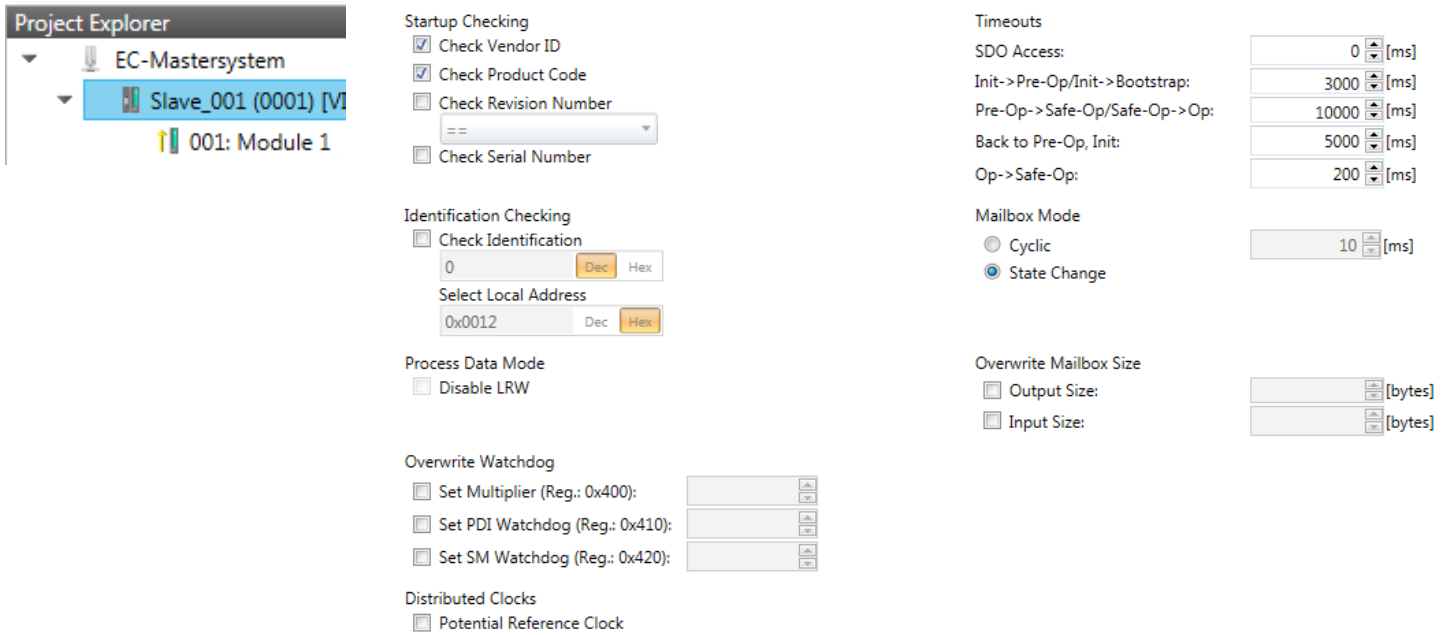 Project Explorer
EC-Mastersystem
Slave_001 (0001) [VI
001: Module 1
Startup Checking
Check Vendor ID
Check Product Code
Check Revision Number
==
Check Serial Number
Identification Checking
Check Identification
0 Dec Hex
Select Local Address
0x0012 Dec Hex
Process Data Mode
Disable LRW
Overwrite Watchdog
Set Multiplier (Reg.: 0x400):
Set PDI Watchdog (Reg.: 0x410):
Set SM Watchdog (Reg.: 0x420):
Distributed Clocks
Potential Reference Clock
Timeouts
SDO Access: 0 [ms]
Init->Pre-Op/Init->Bootstrap: 3000 [ms]
Pre-Op->Safe-Op/Safe-Op->Op: 10000 [ms]
Back to Pre-Op, Init: 5000 [ms]
Op->Safe-Op: 200 [ms]
Mailbox Mode
Cyclic 10 [ms]
State Change
Overwrite Mailbox Size
Output Size: [bytes]
Input Size: [bytes]